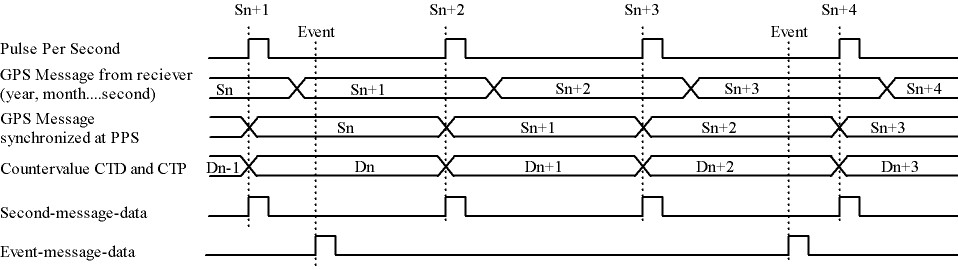 Sn+1 Sn+2 Sn+3 Sn+4
Event Event
Pulse Per Second
GPS Message from reciever
(year, month....second)
Sn Sn+1 Sn+2 Sn+3 Sn+4
GPS Message
synchronized at PPS
Sn Sn+1 Sn+2 Sn+3
Countervalue CTD and CTP
Dn-1 Dn Dn+1 Dn+2 Dn+3
Second-message-data
Event-message-data